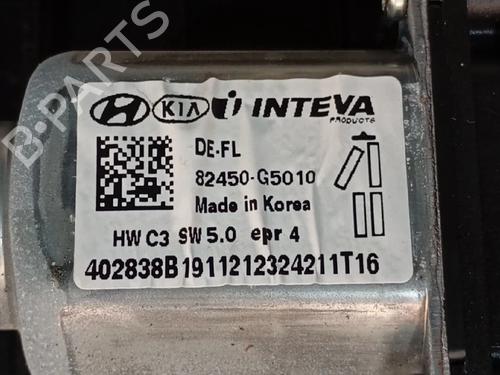 B-PARTS
KIA INTEVA
PRODUCTS
DE-FL
82450-G5010
Made in Korea
HW C3 SW 5.0 epr 4
402838B1911212324211T16